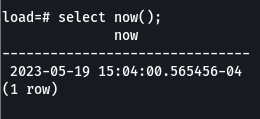 load=# select now();
now
-------------------------------
2023-05-19 15:04:00.565456-04
(1 row)